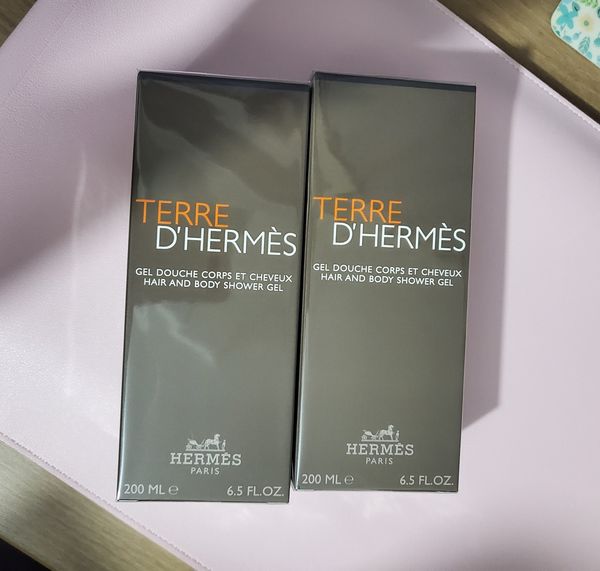 TERRE
D'HERMÈS
GEL DOUCHE CORPS ET CHEVEUX
HAIR AND BODY SHOWER GEL
HERMÈS
PARIS
200 ML ℮ 6.5 FL.OZ.
TERRE
D'HERMÈS
GEL DOUCHE CORPS ET CHEVEUX
HAIR AND BODY SHOWER GEL
HERMÈS
PARIS
200 ML ℮ 6.5 FL.OZ.